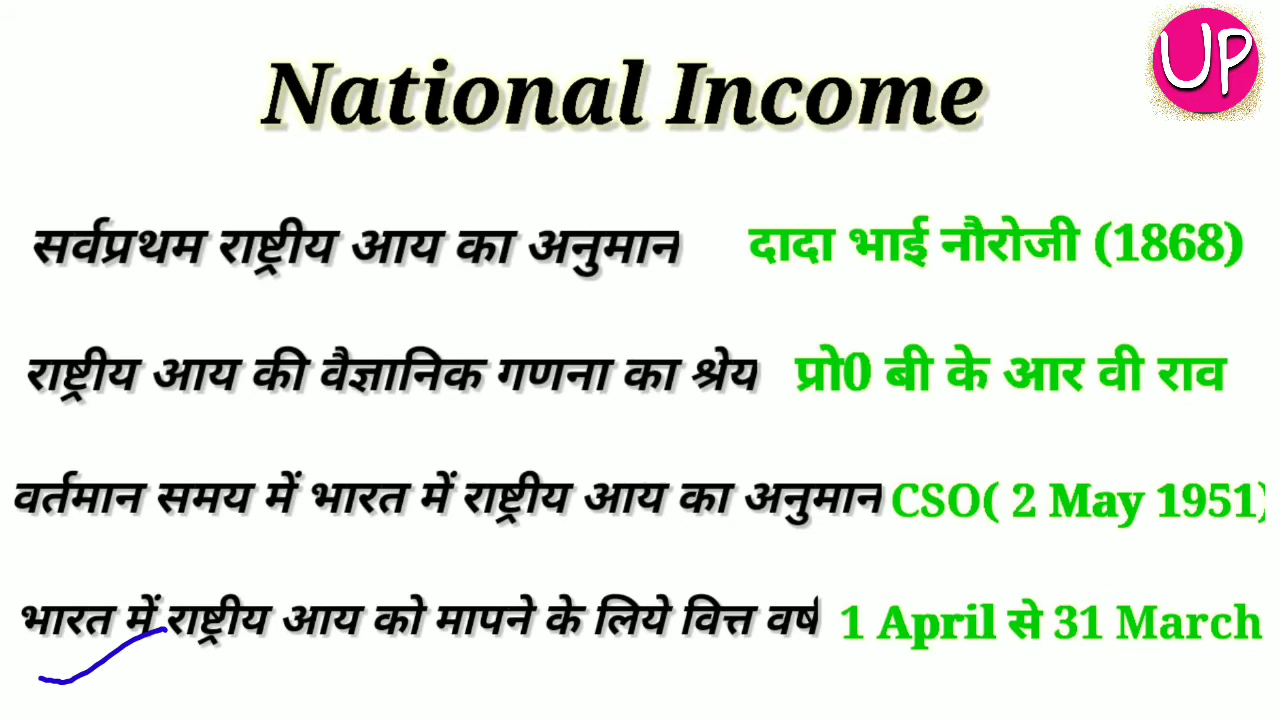 UP
National Income
सर्वप्रथम राष्ट्रीय आय का अनुमान दादा भाई नौरोजी (1868)
राष्ट्रीय आय की वैज्ञानिक गणना का श्रेय प्रो0 बी के आर वी राव
वर्तमान समय में भारत में राष्ट्रीय आय का अनुमान CSO( 2 May 1951)
भारत में राष्ट्रीय आय को मापने के लिये वित्त वर्ष 1 April से 31 March